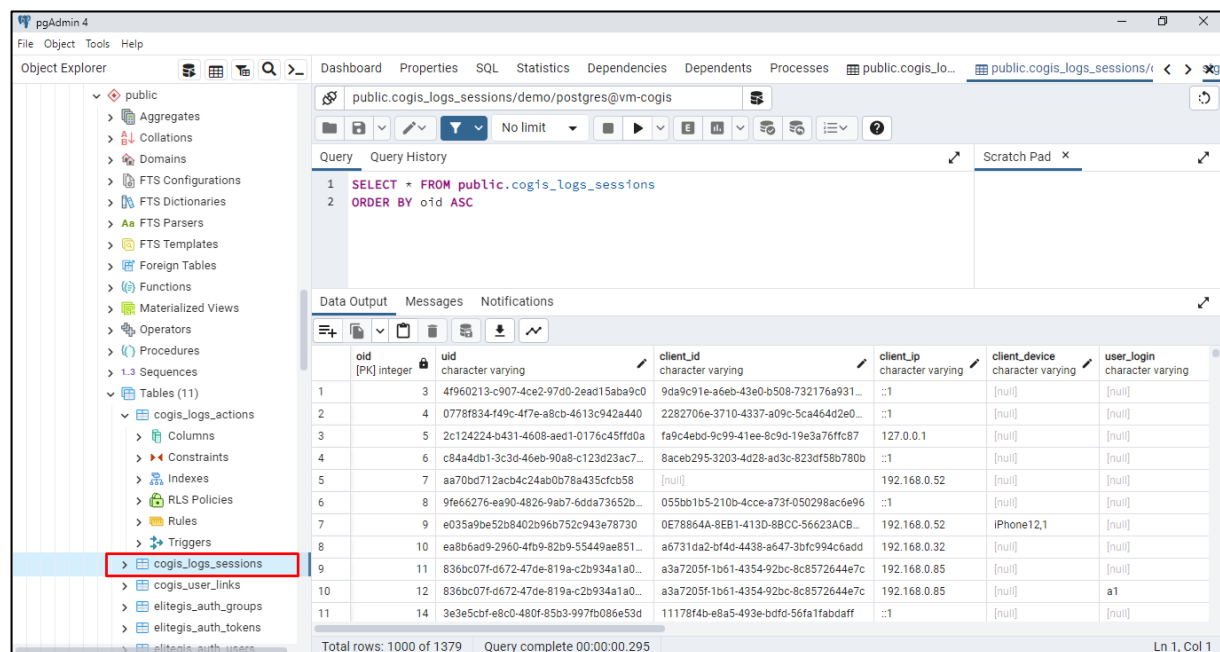 pgAdmin 4
File Object Tools Help
Object Explorer
Dashboard Properties SQL Statistics Dependencies Dependents Processes public.cogis_lo... public.cogis_logs_sessions/
public
Aggregates
Collations
Domains
FTS Configurations
FTS Dictionaries
Aa FTS Parsers
FTS Templates
Foreign Tables
Functions
Materialized Views
Operators
Procedures
1..3 Sequences
Tables (11)
cogis_logs_actions
Columns
Constraints
Indexes
RLS Policies
Rules
Triggers
cogis_logs_sessions
cogis_user_links
elitegis_auth_groups
elitegis_auth_tokens
elitegis_auth_users
public.cogis_logs_sessions/demo/postgres@vm-cogis
No limit
Query Query History
Scratch Pad
1 SELECT * FROM public.cogis_logs_sessions
2 ORDER BY oid ASC
Data Output Messages Notifications
oid uid client_id client_ip client_device user_login
[PK] integer character varying character varying character varying character varying character varying
1 3 4f960213-c907-4ce2-97d0-2ead15aba9c0 9da9c91e-a6eb-43e0-b508-732176a931... ::1 [null] [null]
2 4 0778f834-f49c-4f7e-a8cb-4613c942a440 2282706e-3710-4337-a09c-5ca464d2e0... ::1 [null] [null]
3 5 2c124224-b431-4608-aed1-0176c45ffd0a fa9c4ebd-9c99-41ee-8c9d-19e3a76ffc87 127.0.0.1 [null] [null]
4 6 c84a4db1-3c3d-46eb-90a8-c123d23ac7... 8aceb295-3203-4d28-ad3c-823df58b780b ::1 [null] [null]
5 7 aa70bd712acb4c24ab0b78a435cfcb58 [null] 192.168.0.52 [null] [null]
6 8 9fe66276-ea90-4826-9ab7-6dda73652b... 055bb1b5-210b-4cce-a73f-050298ac6e96 ::1 [null] [null]
7 9 e035a9be52b8402b96b752c943e78730 0E78864A-8EB1-413D-8BCC-56623ACB... 192.168.0.52 iPhone12,1 [null]
8 10 ea8b6ad9-2960-4fb9-82b9-55449ae851... a6731da2-bf4d-4438-a647-3bfc994c6add 192.168.0.32 [null] [null]
9 11 836bc07f-d672-47de-819a-c2b934a1a0... a3a7205f-1b61-4354-92bc-8c8572644e7c 192.168.0.85 [null] [null]
10 12 836bc07f-d672-47de-819a-c2b934a1a0... a3a7205f-1b61-4354-92bc-8c8572644e7c 192.168.0.85 [null] a1
11 14 3e3e5cbf-e8c0-480f-85b3-997fb086e53d 11178f4b-e8a5-493e-bdfd-56fa1fabdaff ::1 [null] [null]
Total rows: 1000 of 1379 Query complete 00:00:00.295 Ln 1, Col 1